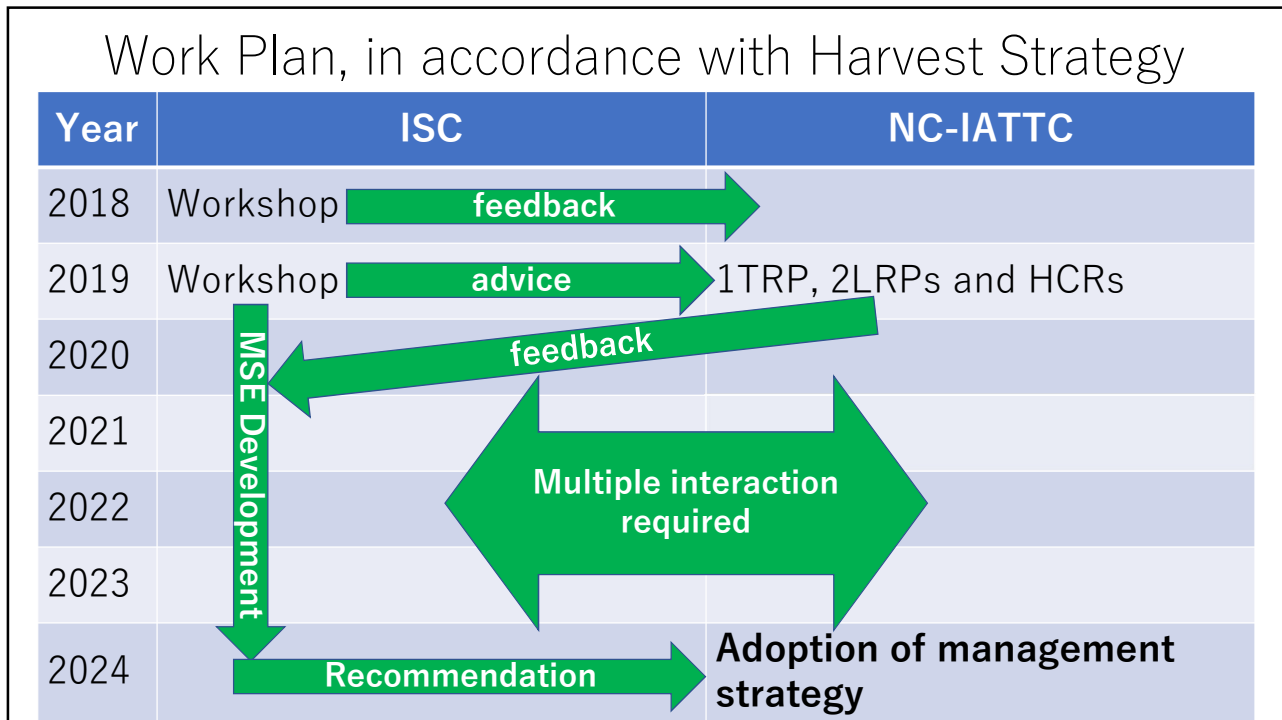 Work Plan, in accordance with Harvest Strategy
Year ISC NC-IATTC
2018 Workshop feedback
2019 Workshop advice 1TRP, 2LRPs and HCRs
MSE Development
2020 feedback
2021
2022 Multiple interaction
required
2023
2024 Recommendation Adoption of management
strategy